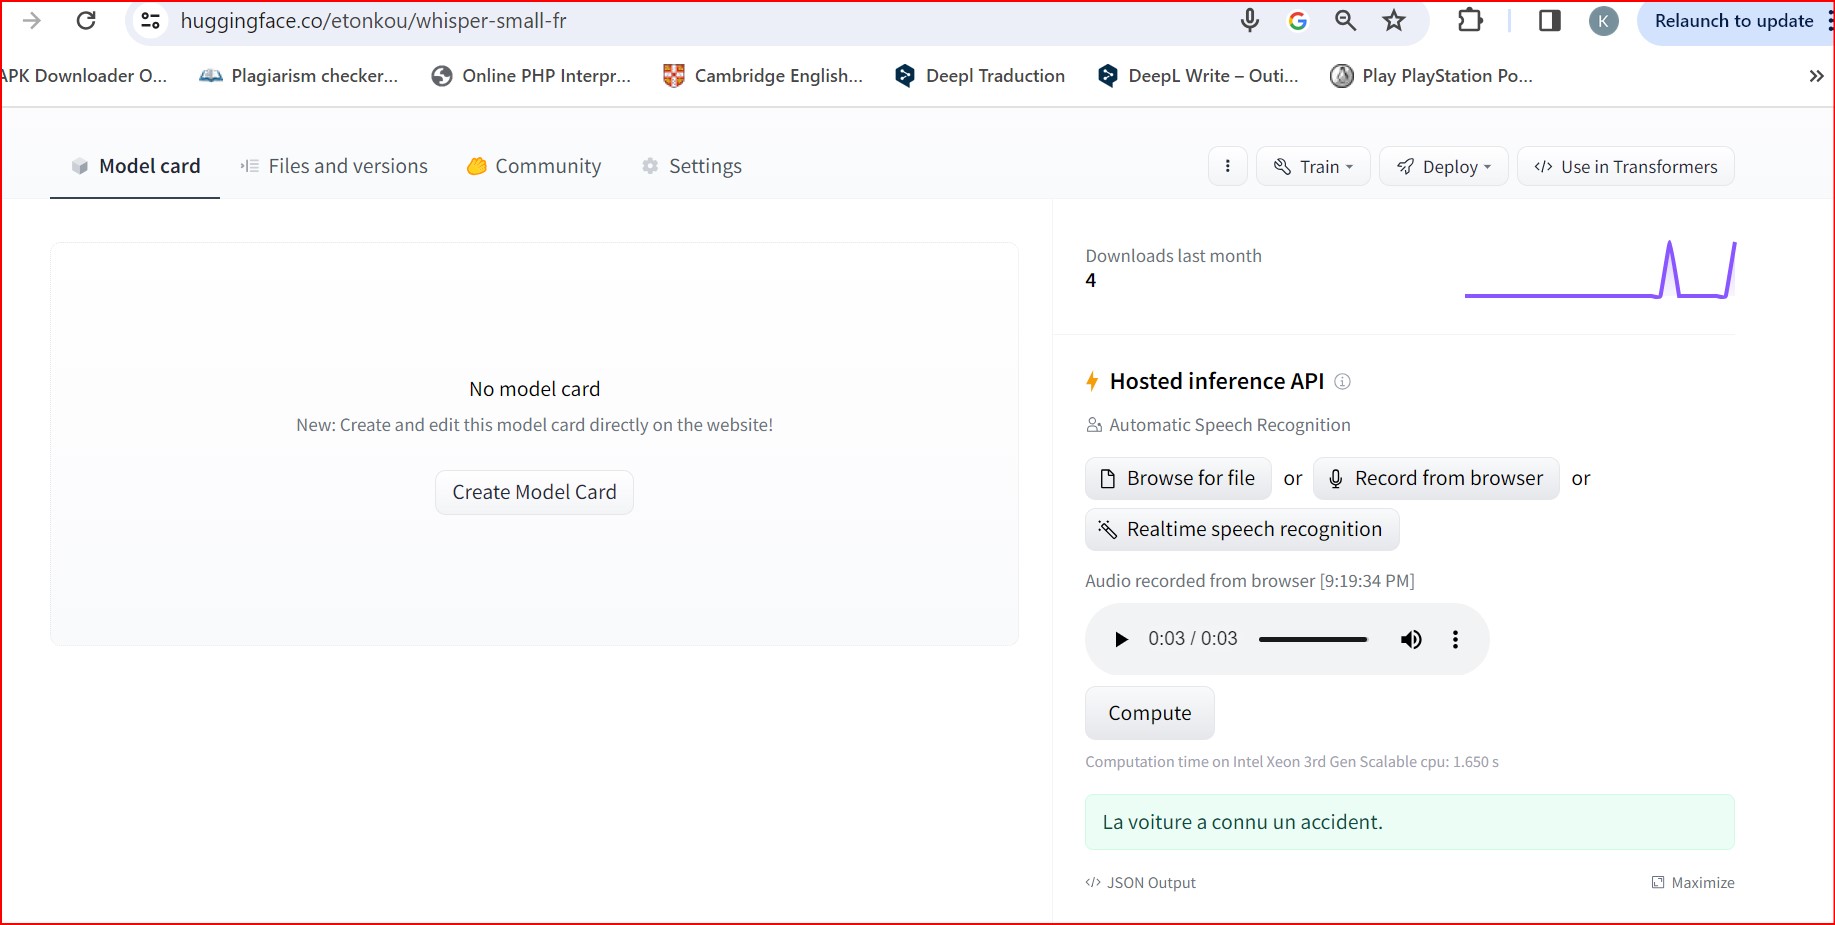 huggingface.co/etonkou/whisper-small-fr
K
Relaunch to update
APK Downloader O...
Plagiarism checker...
Online PHP Interpr...
Cambridge English...
Deepl Traduction
DeepL Write – Outi...
Play PlayStation Po...
Model card
Files and versions
Community
Settings
Train
Deploy
</> Use in Transformers
Downloads last month
4
No model card
New: Create and edit this model card directly on the website!
Create Model Card
Hosted inference API
Automatic Speech Recognition
Browse for file or Record from browser or
Realtime speech recognition
Audio recorded from browser [9:19:34 PM]
0:03 / 0:03
Compute
Computation time on Intel Xeon 3rd Gen Scalable cpu: 1.650 s
La voiture a connu un accident.
</> JSON Output
Maximize